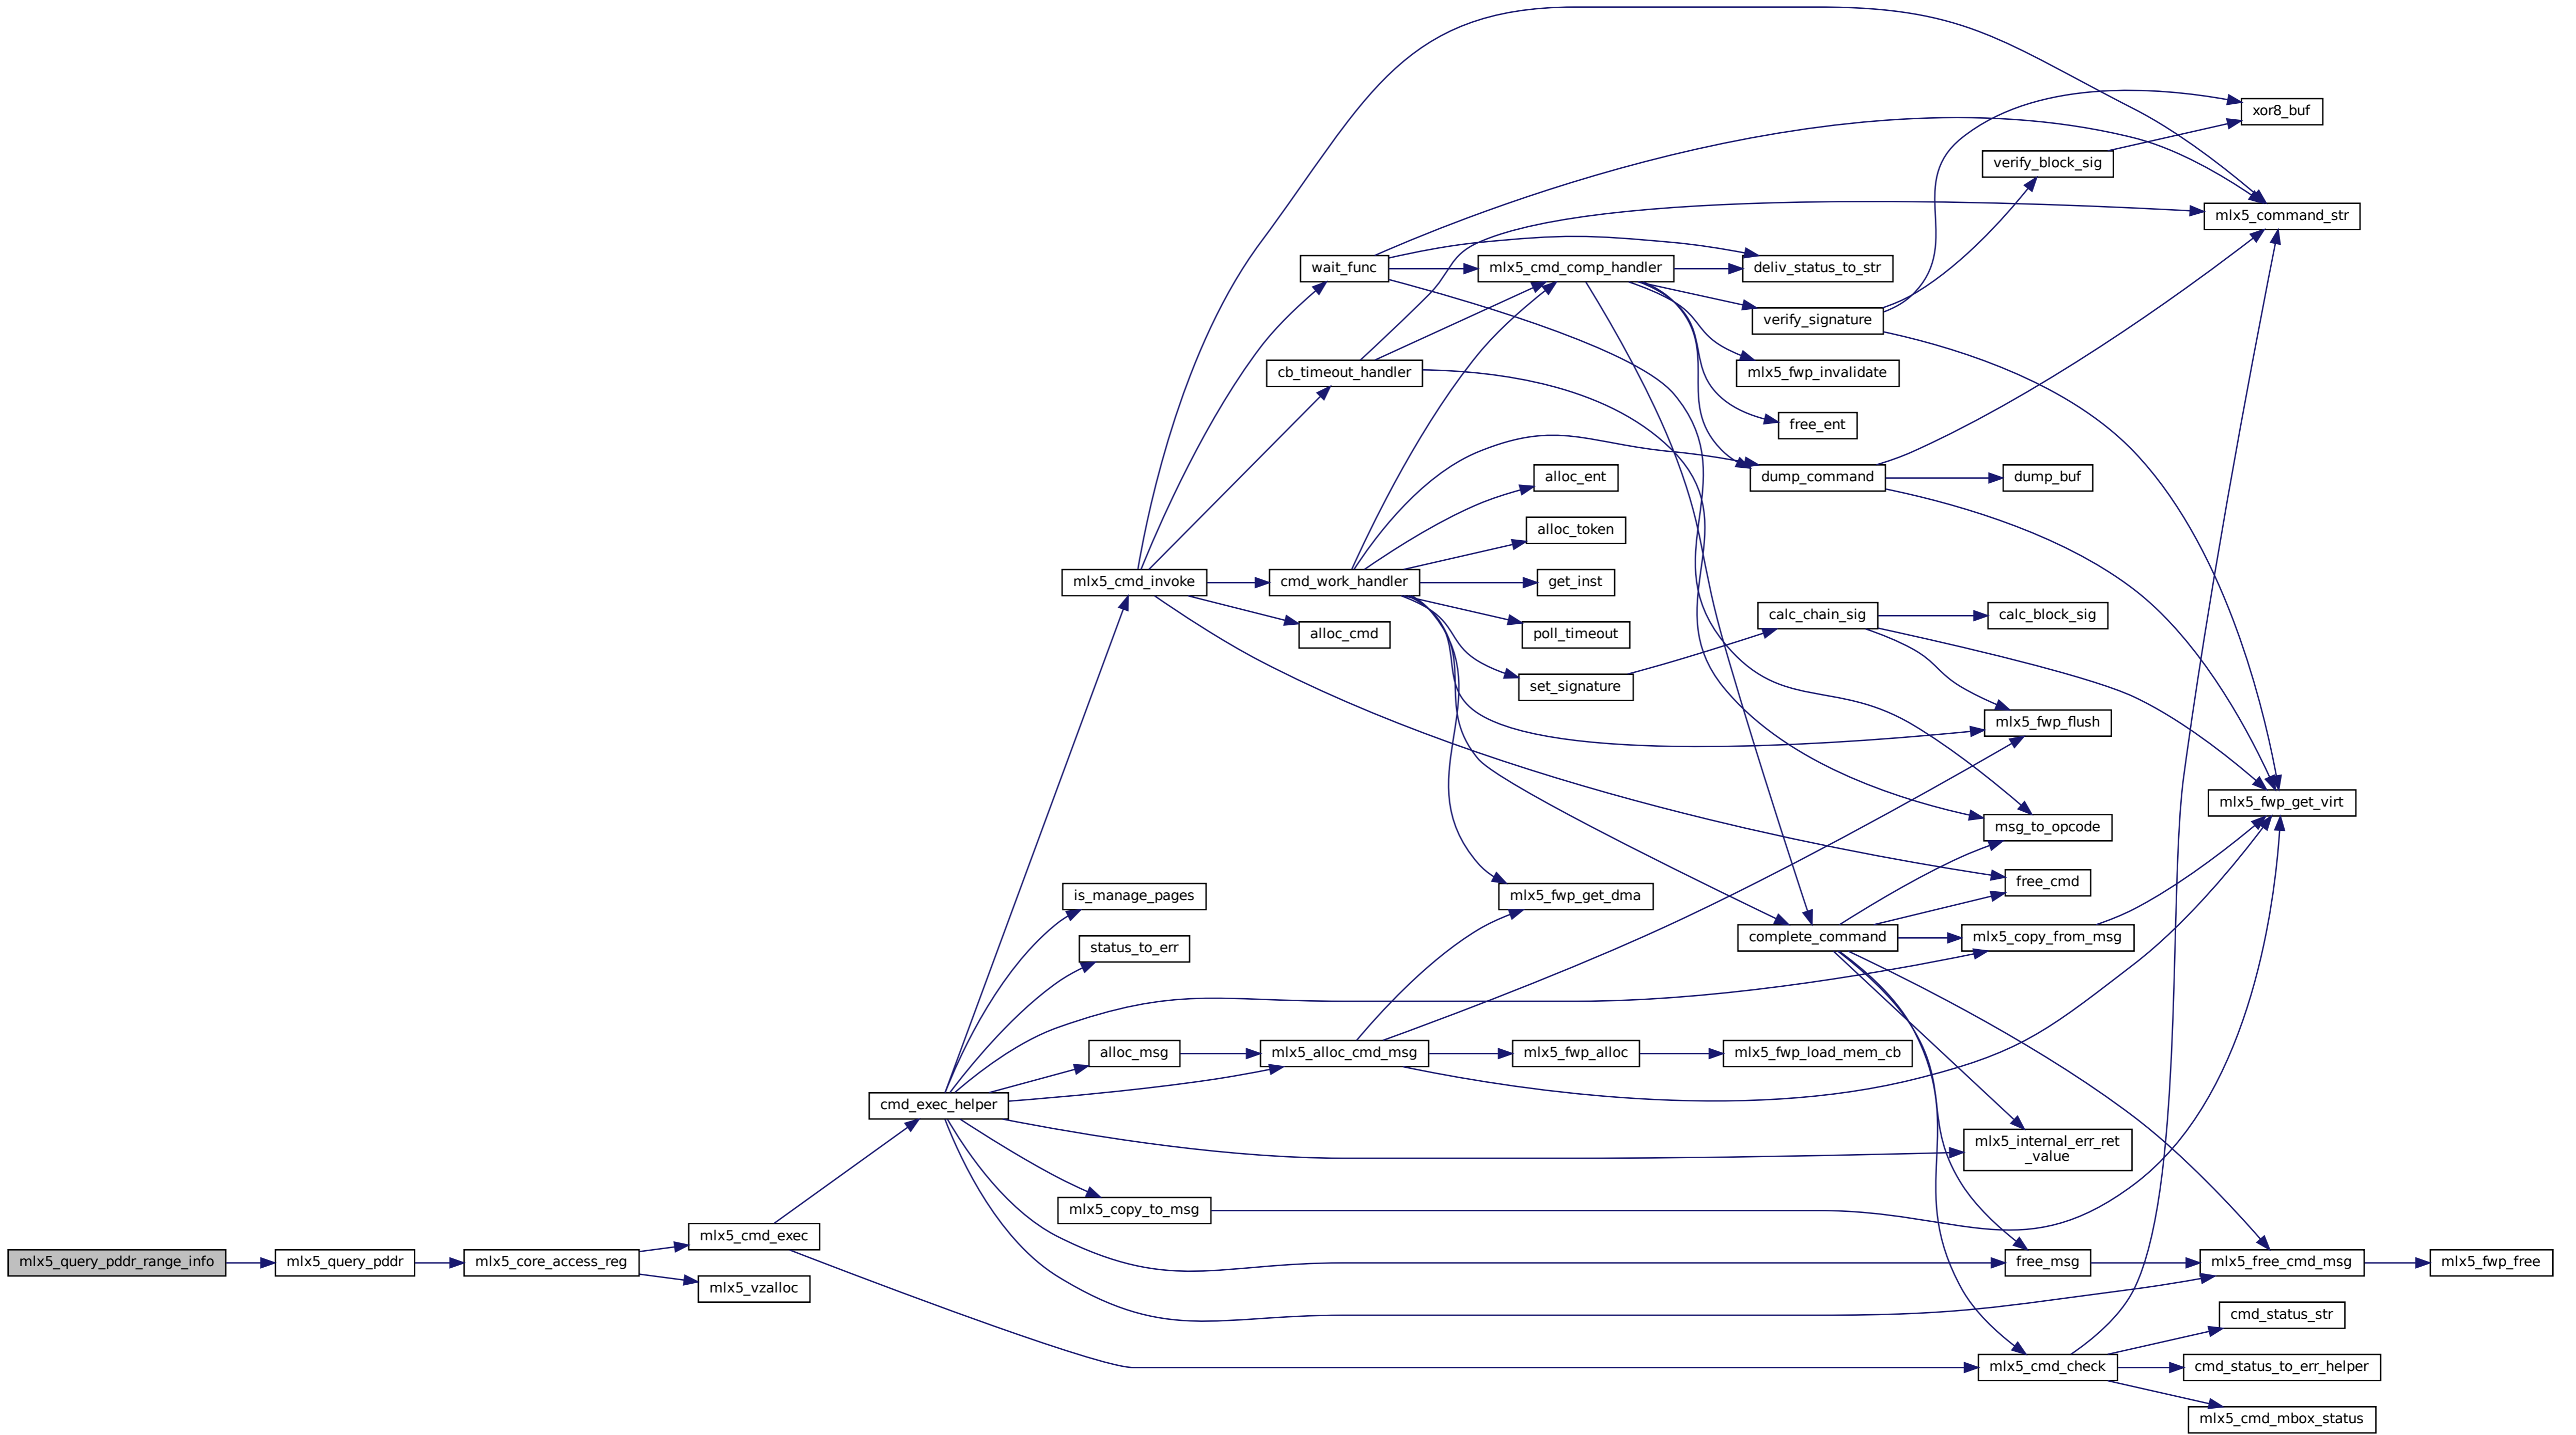 xor8_buf
verify_block_sig
mlx5_command_str
wait_func
mlx5_cmd_comp_handler
deliv_status_to_str
verify_signature
cb_timeout_handler
mlx5_fwp_invalidate
free_ent
alloc_ent
dump_command
dump_buf
alloc_token
mlx5_cmd_invoke
cmd_work_handler
get_inst
calc_chain_sig
calc_block_sig
alloc_cmd
poll_timeout
set_signature
mlx5_fwp_flush
mlx5_fwp_get_virt
msg_to_opcode
free_cmd
is_manage_pages
mlx5_fwp_get_dma
status_to_err
complete_command
mlx5_copy_from_msg
alloc_msg
mlx5_alloc_cmd_msg
mlx5_fwp_alloc
mlx5_fwp_load_mem_cb
cmd_exec_helper
mlx5_internal_err_ret
_value
mlx5_copy_to_msg
mlx5_cmd_exec
mlx5_query_pddr_range_info
mlx5_query_pddr
mlx5_core_access_reg
free_msg
mlx5_free_cmd_msg
mlx5_fwp_free
mlx5_vzalloc
cmd_status_str
mlx5_cmd_check
cmd_status_to_err_helper
mlx5_cmd_mbox_status